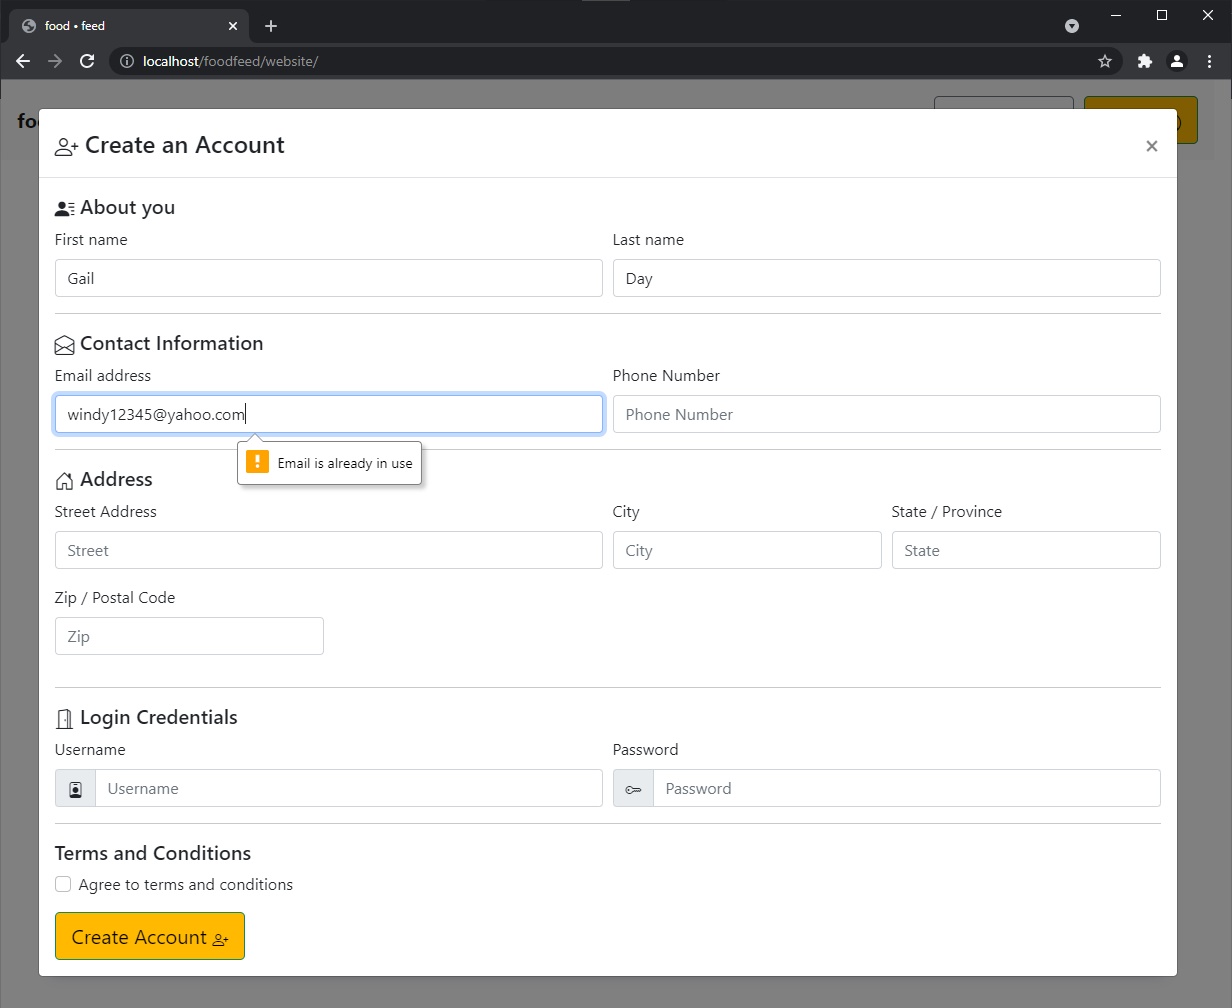 food • feed
localhost/foodfeed/website/
Create an Account
About you
First name
Last name
Gail
Day
Contact Information
Email address
Phone Number
windy12345@yahoo.com
Phone Number
Email is already in use
Address
Street Address
City
State / Province
Street
City
State
Zip / Postal Code
Zip
Login Credentials
Username
Password
Username
Password
Terms and Conditions
Agree to terms and conditions
Create Account